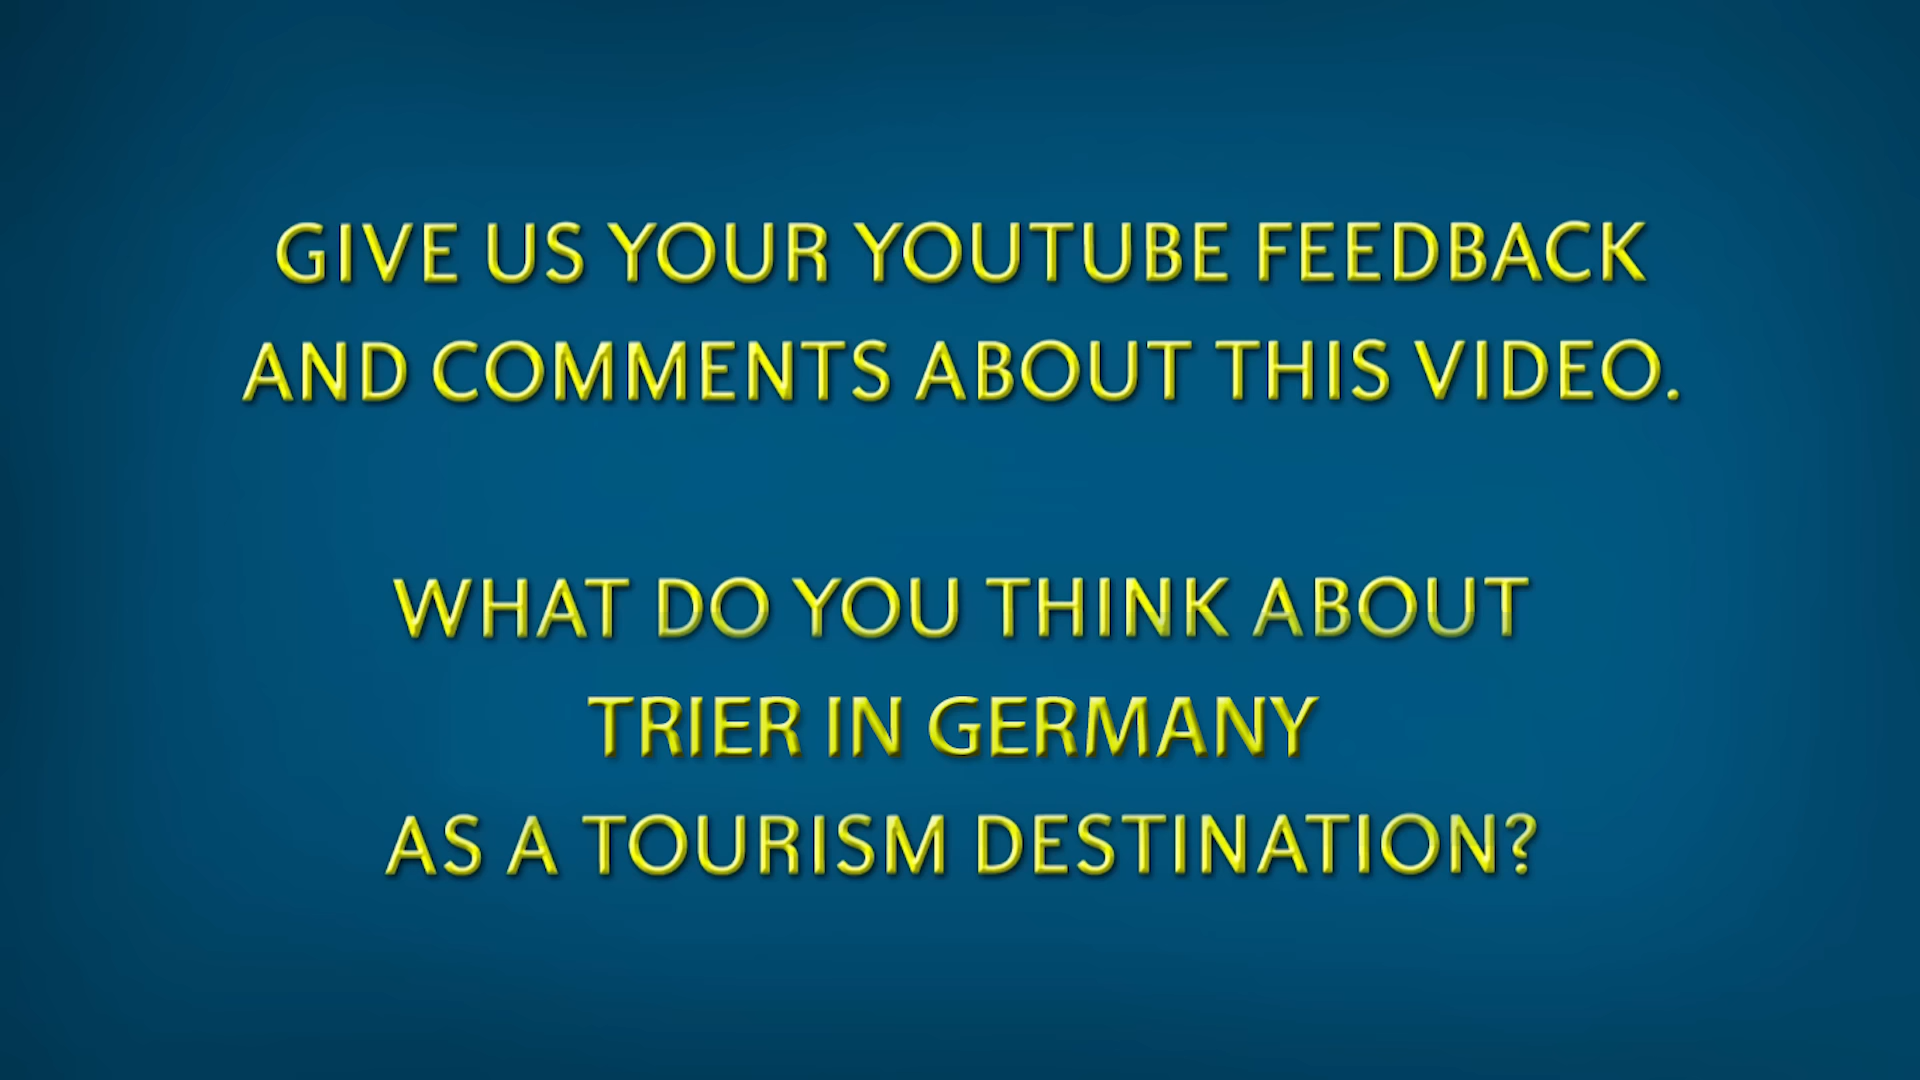 GIVE US YOUR YOUTUBE FEEDBACK
AND COMMENTS ABOUT THIS VIDEO.
WHAT DO YOU THINK ABOUT
TRIER IN GERMANY
AS A TOURISM DESTINATION?